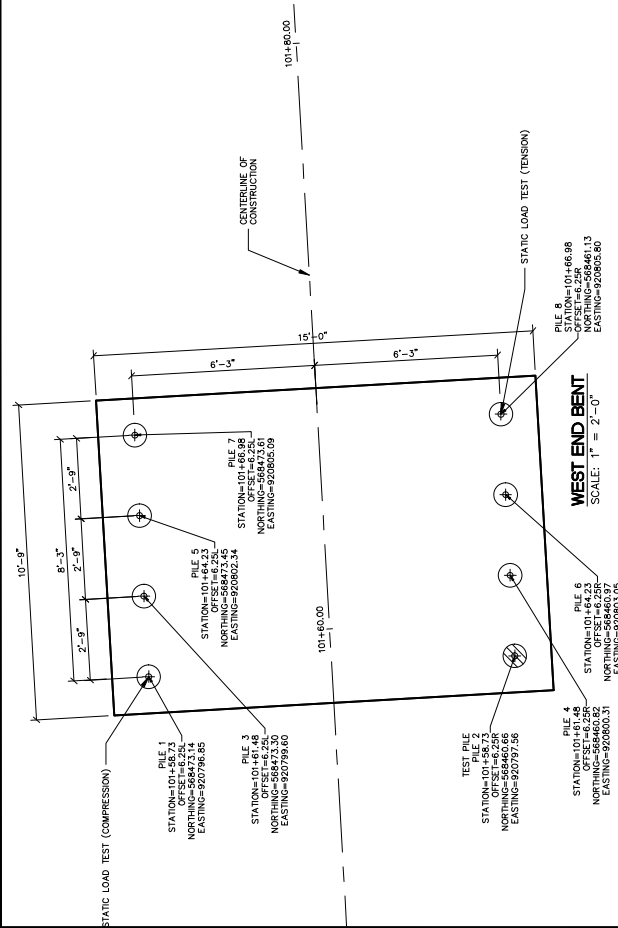 101+80.00
CENTERLINE OF
CONSTRUCTION
STATIC LOAD TEST (TENSION)
15'-0"
6'-3"
6'-3"
10'-9"
8'-3"
2'-9"
2'-9"
2'-9"
101+60.00
STATIC LOAD TEST (COMPRESSION)
PILE 1
STATION=101+58.73
OFFSET=6.25L
NORTHING=568473.14
EASTING=920796.85
PILE 3
STATION=101+61.48
OFFSET=6.25L
NORTHING=568473.30
EASTING=920799.60
PILE 5
STATION=101+64.23
OFFSET=6.25L
NORTHING=568473.45
EASTING=920802.34
PILE 7
STATION=101+66.98
OFFSET=6.25L
NORTHING=568473.61
EASTING=920805.09
TEST PILE
PILE 2
STATION=101+58.73
OFFSET=6.25R
NORTHING=568460.66
EASTING=920797.56
PILE 4
STATION=101+61.48
OFFSET=6.25R
NORTHING=568460.82
EASTING=920800.31
PILE 6
STATION=101+64.23
OFFSET=6.25R
NORTHING=568460.97
EASTING=920803.05
PILE 8
STATION=101+66.98
OFFSET=6.25R
NORTHING=568461.13
EASTING=920805.80
WEST END BENT
SCALE: 1" = 2'-0"